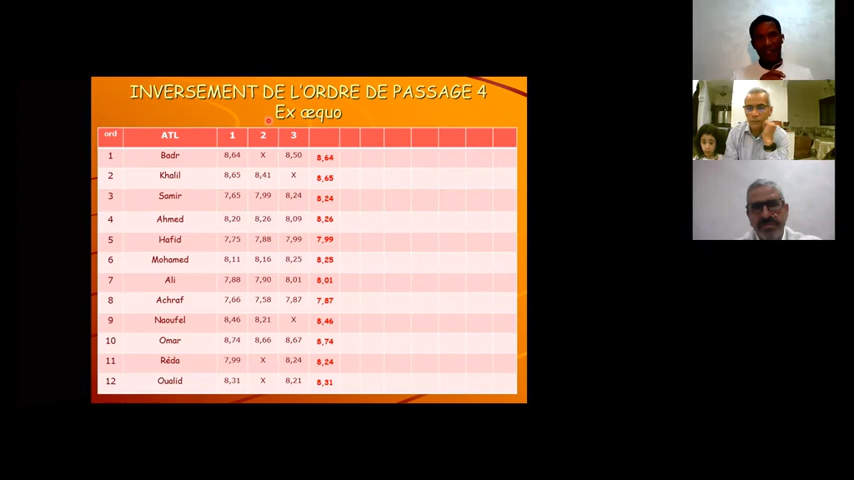 INVERSEMENT DE L'ORDRE DE PASSAGE 4
Ex æquo
ord ATL 1 2 3
1 Badr 8,64 X 8,50 8,64
2 Khalil 8,65 8,41 X 8,65
3 Samir 7,65 7,99 8,24 8,24
4 Ahmed 8,20 8,26 8,09 8,26
5 Hafid 7,75 7,88 7,99 7,99
6 Mohamed 8,11 8,16 8,25 8,25
7 Ali 7,88 7,90 8,01 8,01
8 Achraf 7,66 7,58 7,87 7,87
9 Naoufel 8,46 8,21 X 8,46
10 Omar 8,74 8,66 8,67 8,74
11 Réda 7,99 X 8,24 8,24
12 Oualid 8,31 X 8,21 8,31